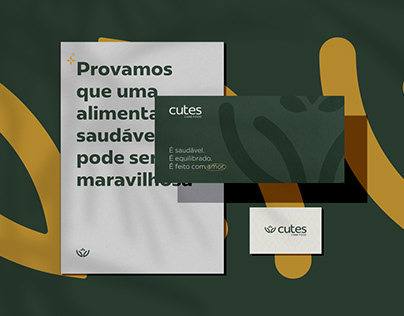 Provamos
que uma
alimenta
saudáve
pode ser
maravilhosa
cutes
É saudável.
É equilibrado.
É feito com amor.
cutes